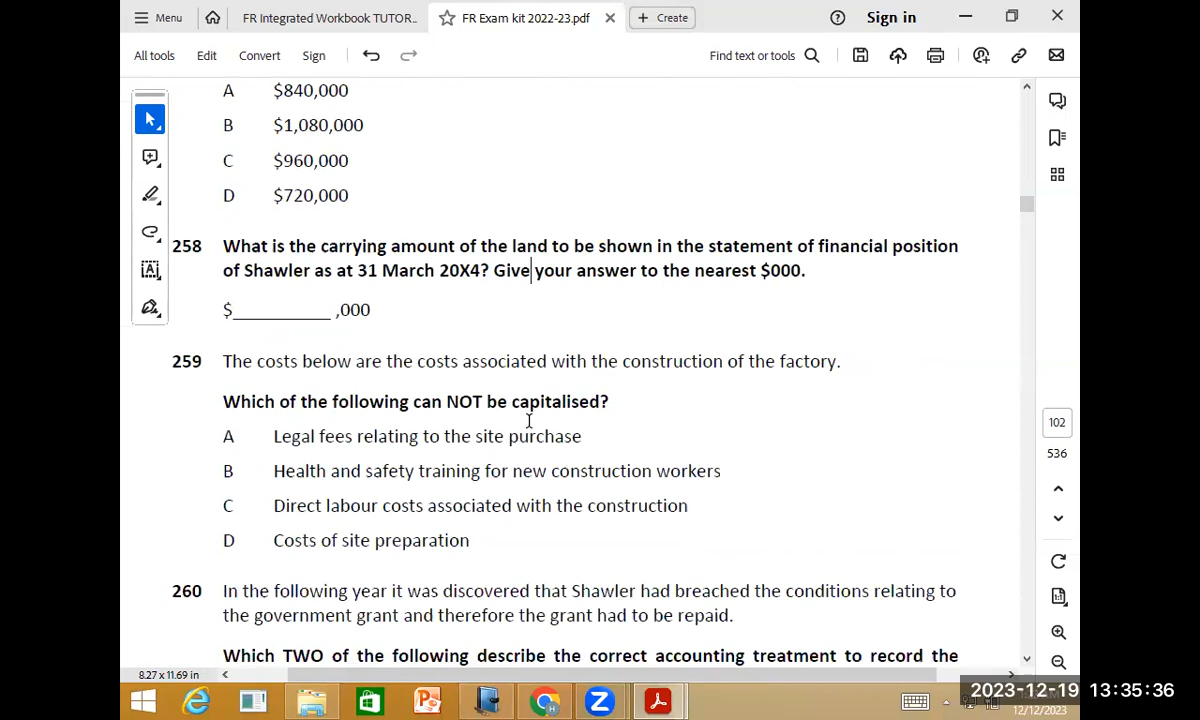 Menu
FR Integrated Workbook TUTOR...
FR Exam kit 2022-23.pdf
Create
Sign in
All tools
Edit
Convert
Sign
Find text or tools
A $840,000
B $1,080,000
C $960,000
D $720,000
258 What is the carrying amount of the land to be shown in the statement of financial position
of Shawler as at 31 March 20X4? Give your answer to the nearest $000.
$__________ ,000
259 The costs below are the costs associated with the construction of the factory.
Which of the following can NOT be capitalised?
A Legal fees relating to the site purchase
B Health and safety training for new construction workers
C Direct labour costs associated with the construction
D Costs of site preparation
260 In the following year it was discovered that Shawler had breached the conditions relating to
the government grant and therefore the grant had to be repaid.
Which TWO of the following describe the correct accounting treatment to record the
102
536
8.27 x 11.69 in
2023-12-19 13:35:36
12/12/2023